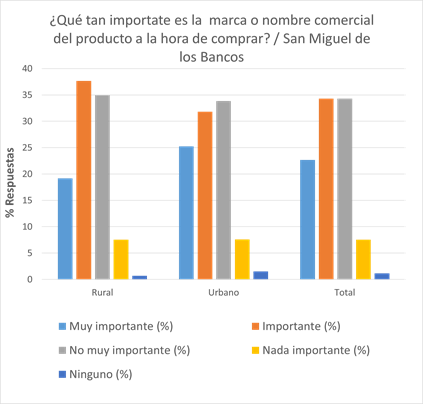 ¿Qué tan importate es la  marca o nombre comercial
del producto a la hora de comprar? / San Miguel de
los Bancos
% Respuestas
40
35
30
25
20
15
10
5
0
Rural Urbano Total
Muy importante (%) Importante (%)
No muy importante (%) Nada importante (%)
Ninguno (%)